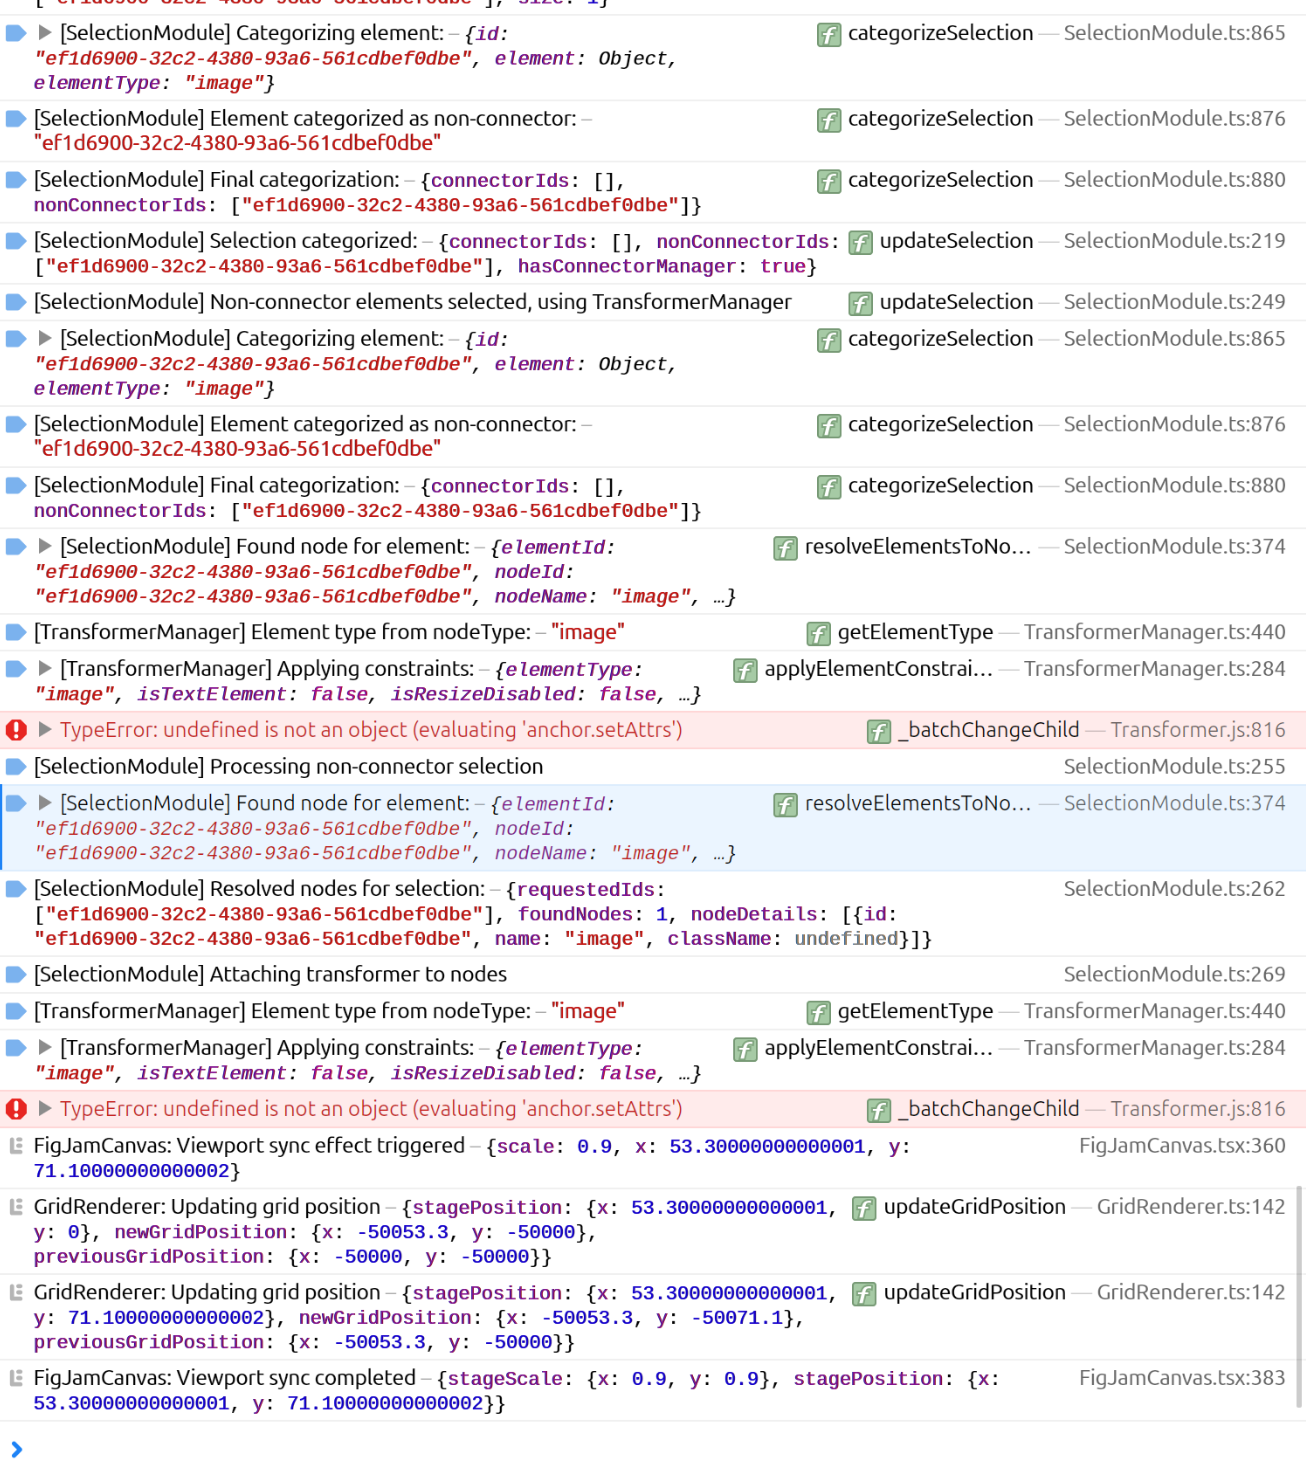 ["ef1d6900-32c2-4380-93a6-561cdbef0dbe"], size: 1}
[SelectionModule] Categorizing element: – {id: categorizeSelection — SelectionModule.ts:865
"ef1d6900-32c2-4380-93a6-561cdbef0dbe", element: Object,
elementType: "image"}
[SelectionModule] Element categorized as non-connector: – categorizeSelection — SelectionModule.ts:876
"ef1d6900-32c2-4380-93a6-561cdbef0dbe"
[SelectionModule] Final categorization: – {connectorIds: [], categorizeSelection — SelectionModule.ts:880
nonConnectorIds: ["ef1d6900-32c2-4380-93a6-561cdbef0dbe"]}
[SelectionModule] Selection categorized: – {connectorIds: [], nonConnectorIds: updateSelection — SelectionModule.ts:219
["ef1d6900-32c2-4380-93a6-561cdbef0dbe"], hasConnectorManager: true}
[SelectionModule] Non-connector elements selected, using TransformerManager updateSelection — SelectionModule.ts:249
[SelectionModule] Categorizing element: – {id: categorizeSelection — SelectionModule.ts:865
"ef1d6900-32c2-4380-93a6-561cdbef0dbe", element: Object,
elementType: "image"}
[SelectionModule] Element categorized as non-connector: – categorizeSelection — SelectionModule.ts:876
"ef1d6900-32c2-4380-93a6-561cdbef0dbe"
[SelectionModule] Final categorization: – {connectorIds: [], categorizeSelection — SelectionModule.ts:880
nonConnectorIds: ["ef1d6900-32c2-4380-93a6-561cdbef0dbe"]}
[SelectionModule] Found node for element: – {elementId: resolveElementsToNo… — SelectionModule.ts:374
"ef1d6900-32c2-4380-93a6-561cdbef0dbe", nodeId:
"ef1d6900-32c2-4380-93a6-561cdbef0dbe", nodeName: "image", …}
[TransformerManager] Element type from nodeType: – "image" getElementType — TransformerManager.ts:440
[TransformerManager] Applying constraints: – {elementType: applyElementConstrai… — TransformerManager.ts:284
"image", isTextElement: false, isResizeDisabled: false, …}
TypeError: undefined is not an object (evaluating 'anchor.setAttrs') _batchChangeChild — Transformer.js:816
[SelectionModule] Processing non-connector selection SelectionModule.ts:255
[SelectionModule] Found node for element: – {elementId: resolveElementsToNo… — SelectionModule.ts:374
"ef1d6900-32c2-4380-93a6-561cdbef0dbe", nodeId:
"ef1d6900-32c2-4380-93a6-561cdbef0dbe", nodeName: "image", …}
[SelectionModule] Resolved nodes for selection: – {requestedIds: SelectionModule.ts:262
["ef1d6900-32c2-4380-93a6-561cdbef0dbe"], foundNodes: 1, nodeDetails: [{id:
"ef1d6900-32c2-4380-93a6-561cdbef0dbe", name: "image", className: undefined}]}
[SelectionModule] Attaching transformer to nodes SelectionModule.ts:269
[TransformerManager] Element type from nodeType: – "image" getElementType — TransformerManager.ts:440
[TransformerManager] Applying constraints: – {elementType: applyElementConstrai… — TransformerManager.ts:284
"image", isTextElement: false, isResizeDisabled: false, …}
TypeError: undefined is not an object (evaluating 'anchor.setAttrs') _batchChangeChild — Transformer.js:816
FigJamCanvas: Viewport sync effect triggered – {scale: 0.9, x: 53.30000000000001, y: FigJamCanvas.tsx:360
71.10000000000002}
GridRenderer: Updating grid position – {stagePosition: {x: 53.30000000000001, updateGridPosition — GridRenderer.ts:142
y: 0}, newGridPosition: {x: -50053.3, y: -50000},
previousGridPosition: {x: -50000, y: -50000}}
GridRenderer: Updating grid position – {stagePosition: {x: 53.30000000000001, updateGridPosition — GridRenderer.ts:142
y: 71.10000000000002}, newGridPosition: {x: -50053.3, y: -50071.1},
previousGridPosition: {x: -50053.3, y: -50000}}
FigJamCanvas: Viewport sync completed – {stageScale: {x: 0.9, y: 0.9}, stagePosition: {x: FigJamCanvas.tsx:383
53.30000000000001, y: 71.10000000000002}}